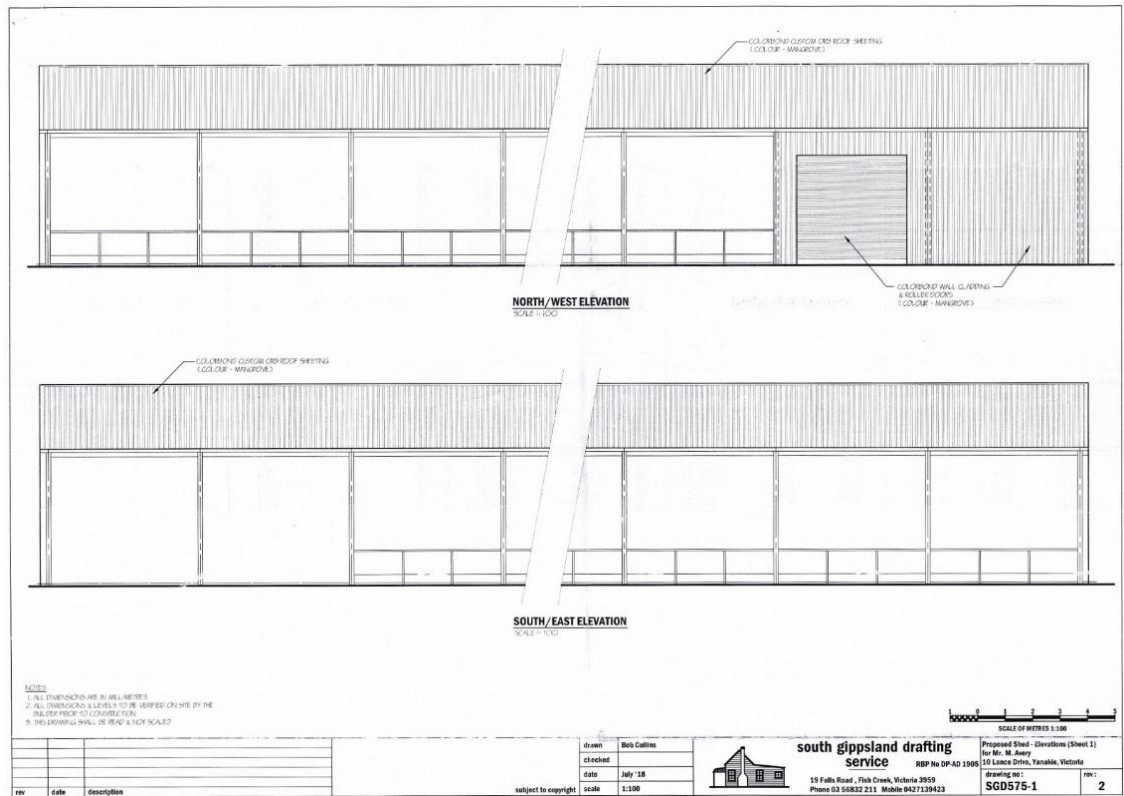 COLORBOND CUSTOM ORB ROOF SHEETING
(COLOUR - MANGROVE)
COLORBOND WALL CLADDING
& ROLLER DOORS
(COLOUR - MANGROVE)
NORTH/WEST ELEVATION
SCALE 1:100
COLORBOND CUSTOM ORB ROOF SHEETING
(COLOUR - MANGROVE)
SOUTH/EAST ELEVATION
SCALE 1:100
NOTES
1. ALL DIMENSIONS ARE IN MILLIMETRES
2. ALL DIMENSIONS & LEVELS TO BE VERIFIED ON SITE BY THE
BUILDER PRIOR TO CONSTRUCTION
3. THIS DRAWING SHALL BE READ & NOT SCALED
1 0 1 2 3 4 5
SCALE OF METRES 1:100
rev date description
subject to copyright
drawn Bob Collins
checked
date July '18
scale 1:100
south gippsland drafting
service RBP No DP-AD 1905
19 Falls Road, Fish Creek, Victoria 3959
Phone 03 56832 211 Mobile 0427139423
Proposed Shed - Elevations (Sheet 1)
for Mr. M. Avery
10 Lance Drive, Yanakie, Victoria
drawing no :
SGD575-1
rev :
2